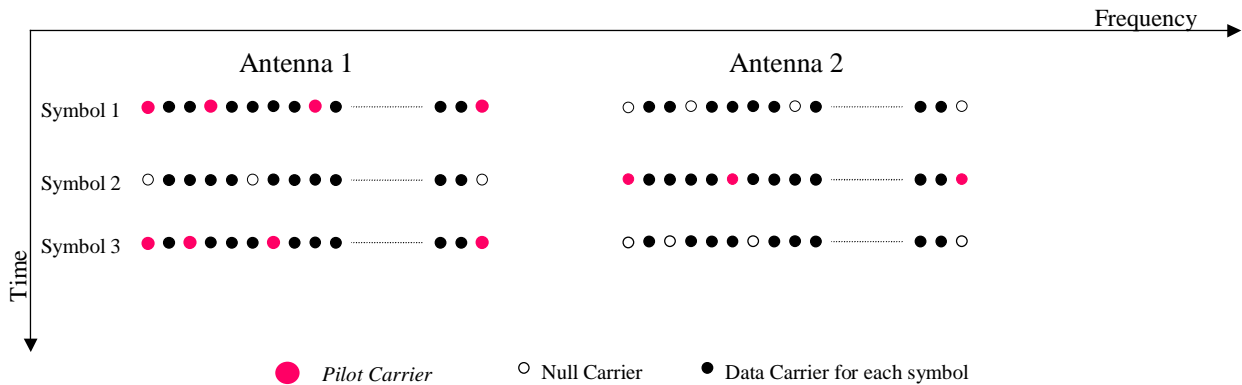 Frequency
Antenna 1
Antenna 2
Symbol 1
Symbol 2
Symbol 3
Time
Pilot Carrier
Null Carrier
Data Carrier for each symbol